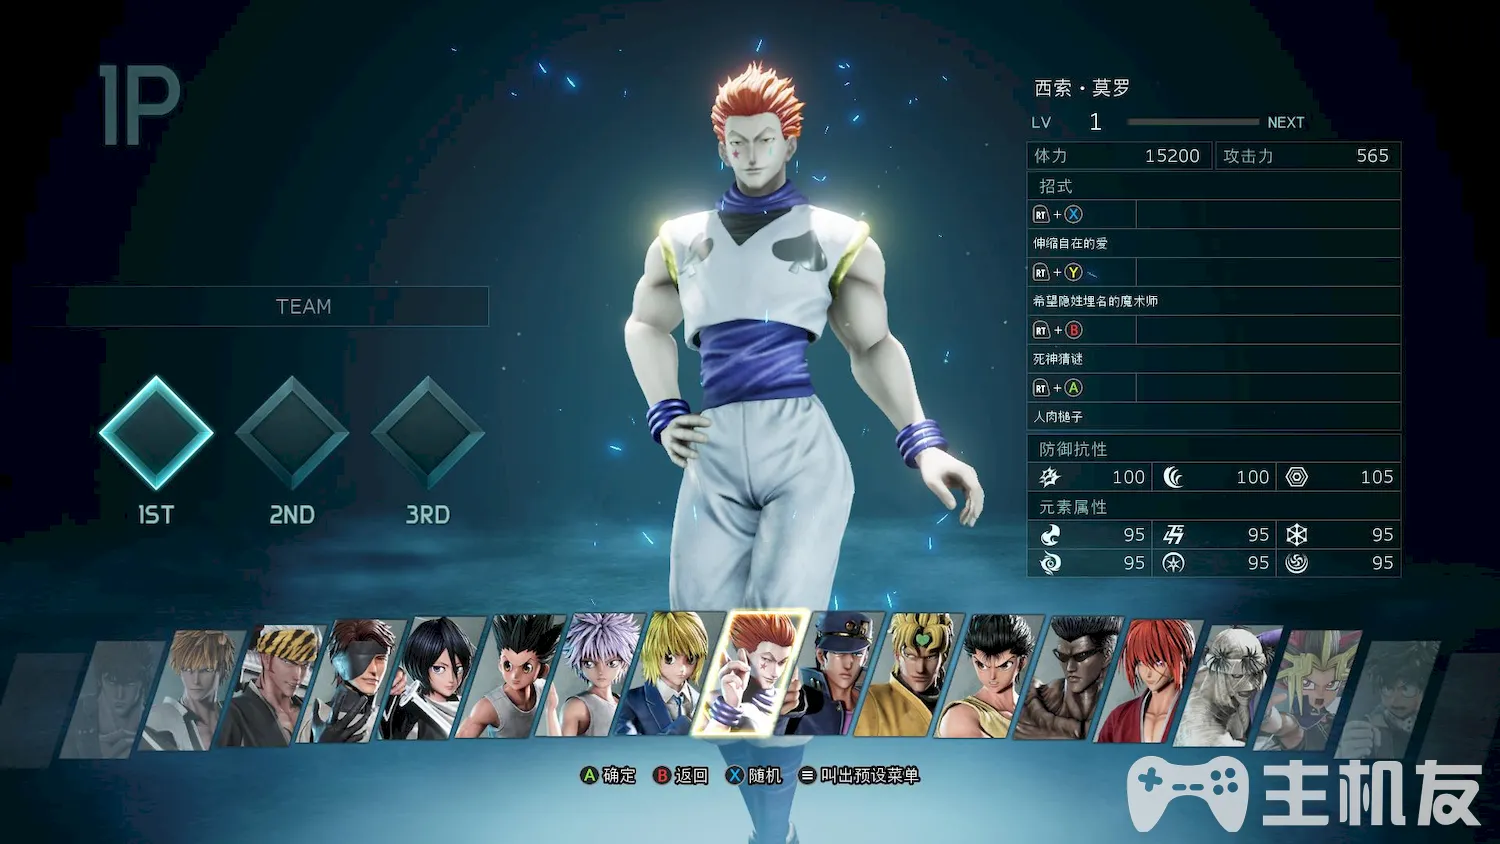 1P
西索・莫罗
LV 1 NEXT
体力 15200 攻击力 565
招式
RT + X
伸缩自在的爱
RT + Y
希望隐姓埋名的魔术师
RT + B
死神猜谜
RT + A
人肉槌子
防御抗性
100 100 105
元素属性
95 95 95
95 95 95
TEAM
1ST 2ND 3RD
A 确定 B 返回 X 随机 叫出预设菜单
主机友